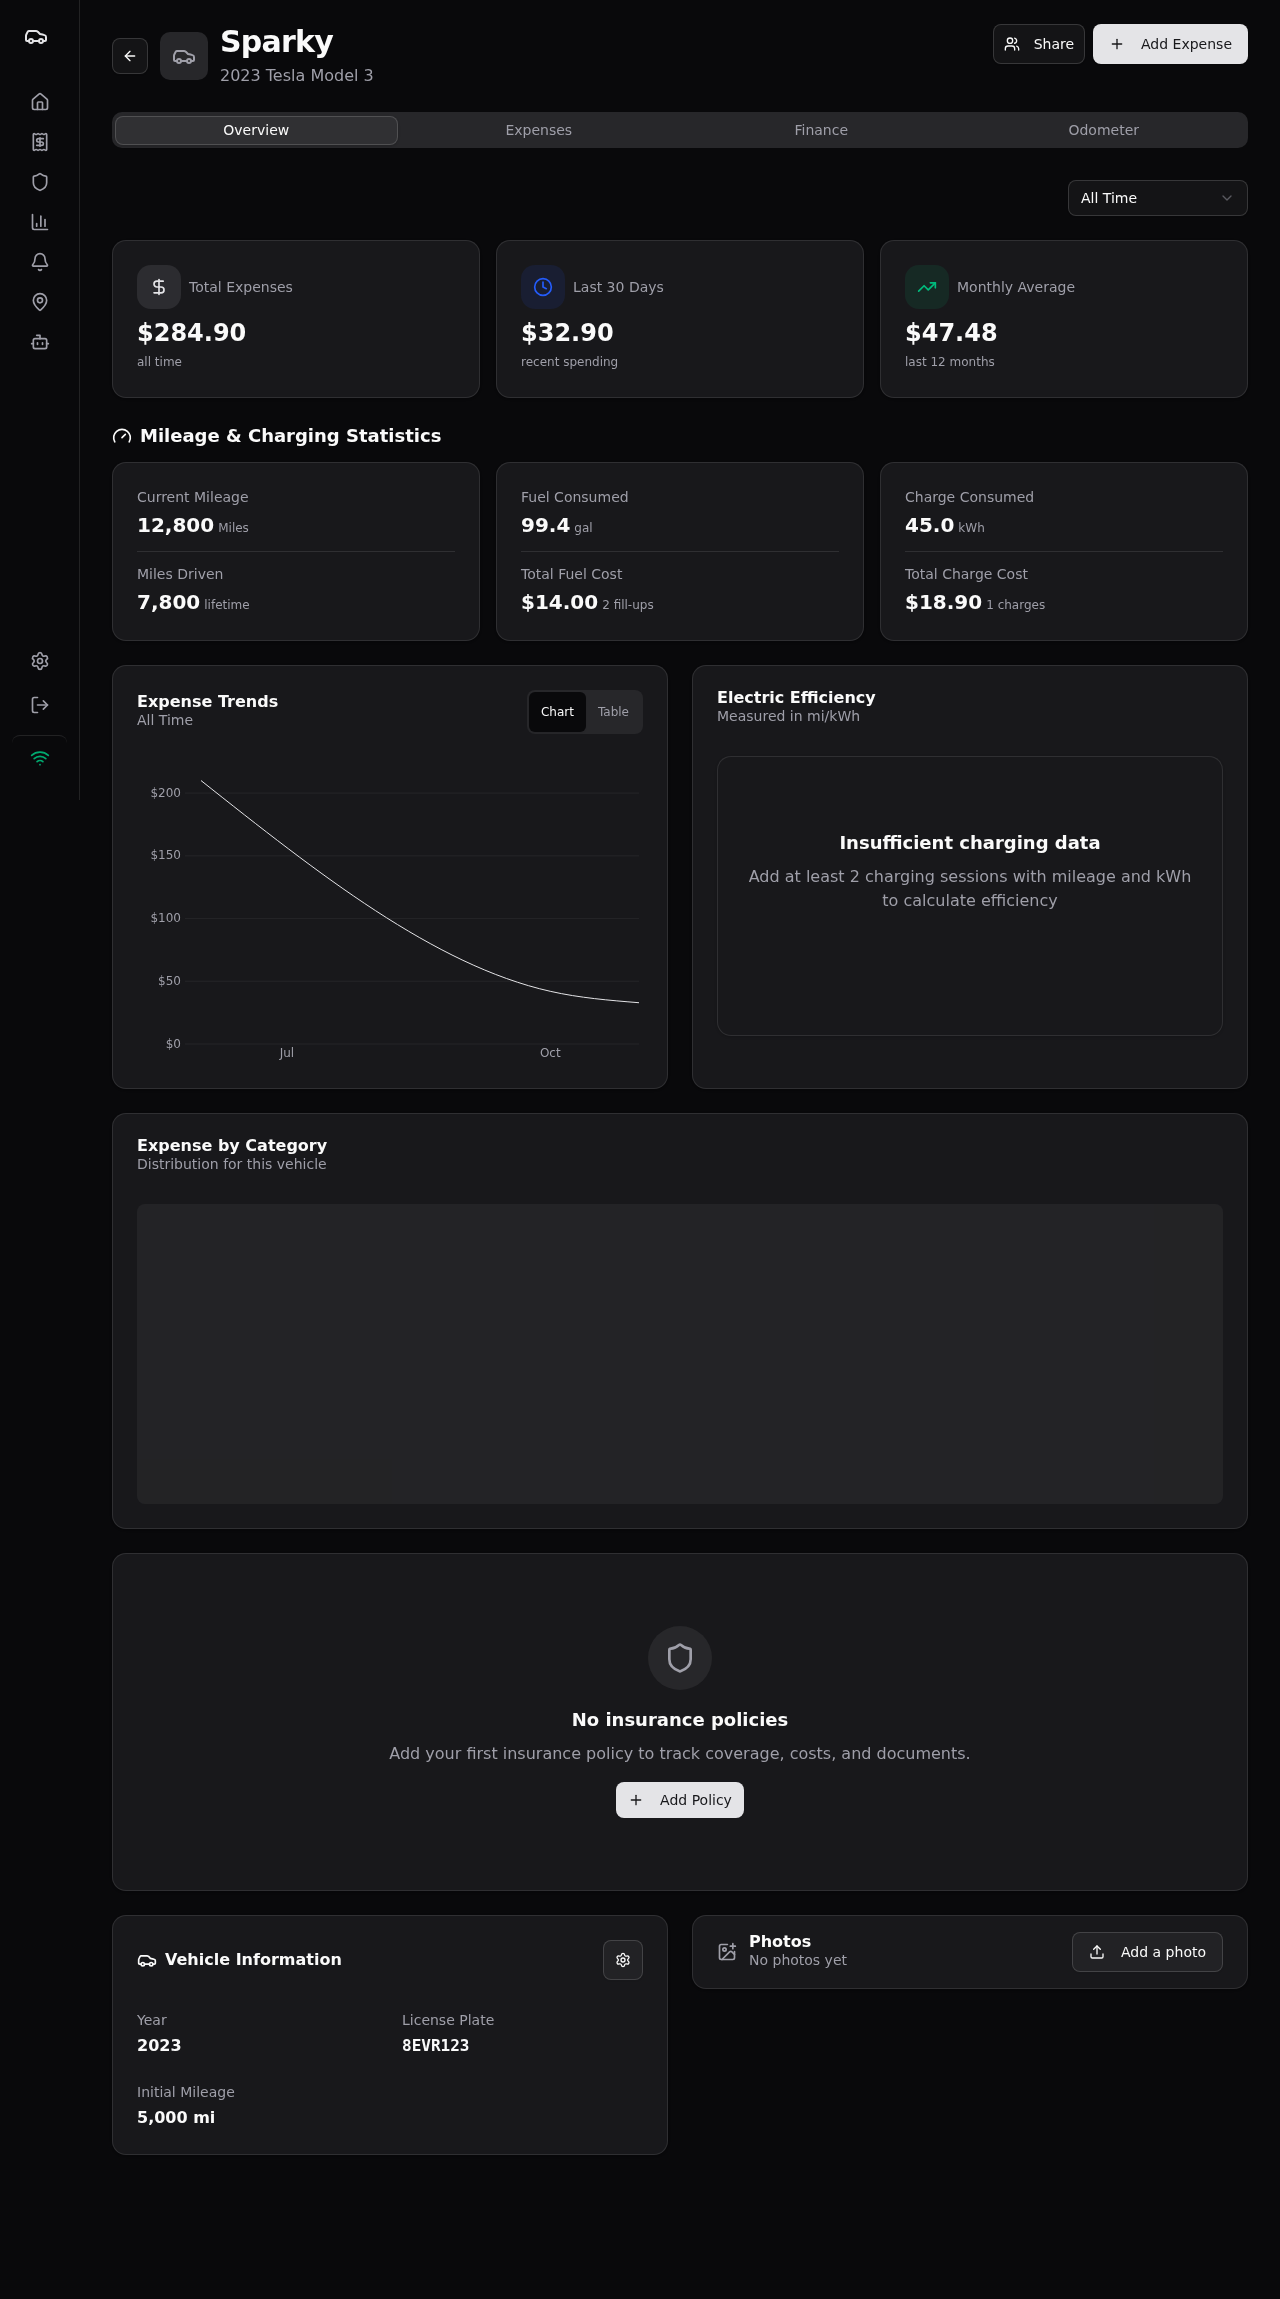 Sparky
2023 Tesla Model 3
Share
Add Expense
Overview
Expenses
Finance
Odometer
All Time
Total Expenses
$284.90
all time
Last 30 Days
$32.90
recent spending
Monthly Average
$47.48
last 12 months
Mileage & Charging Statistics
Current Mileage
12,800 Miles
Miles Driven
7,800 lifetime
Fuel Consumed
99.4 gal
Total Fuel Cost
$14.00 2 fill-ups
Charge Consumed
45.0 kWh
Total Charge Cost
$18.90 1 charges
Expense Trends
All Time
Chart
Table
$200
$150
$100
$50
$0
Jul
Oct
Electric Efficiency
Measured in mi/kWh
Insufficient charging data
Add at least 2 charging sessions with mileage and kWh
to calculate efficiency
Expense by Category
Distribution for this vehicle
No insurance policies
Add your first insurance policy to track coverage, costs, and documents.
Add Policy
Vehicle Information
Year
2023
License Plate
8EVR123
Initial Mileage
5,000 mi
Photos
No photos yet
Add a photo